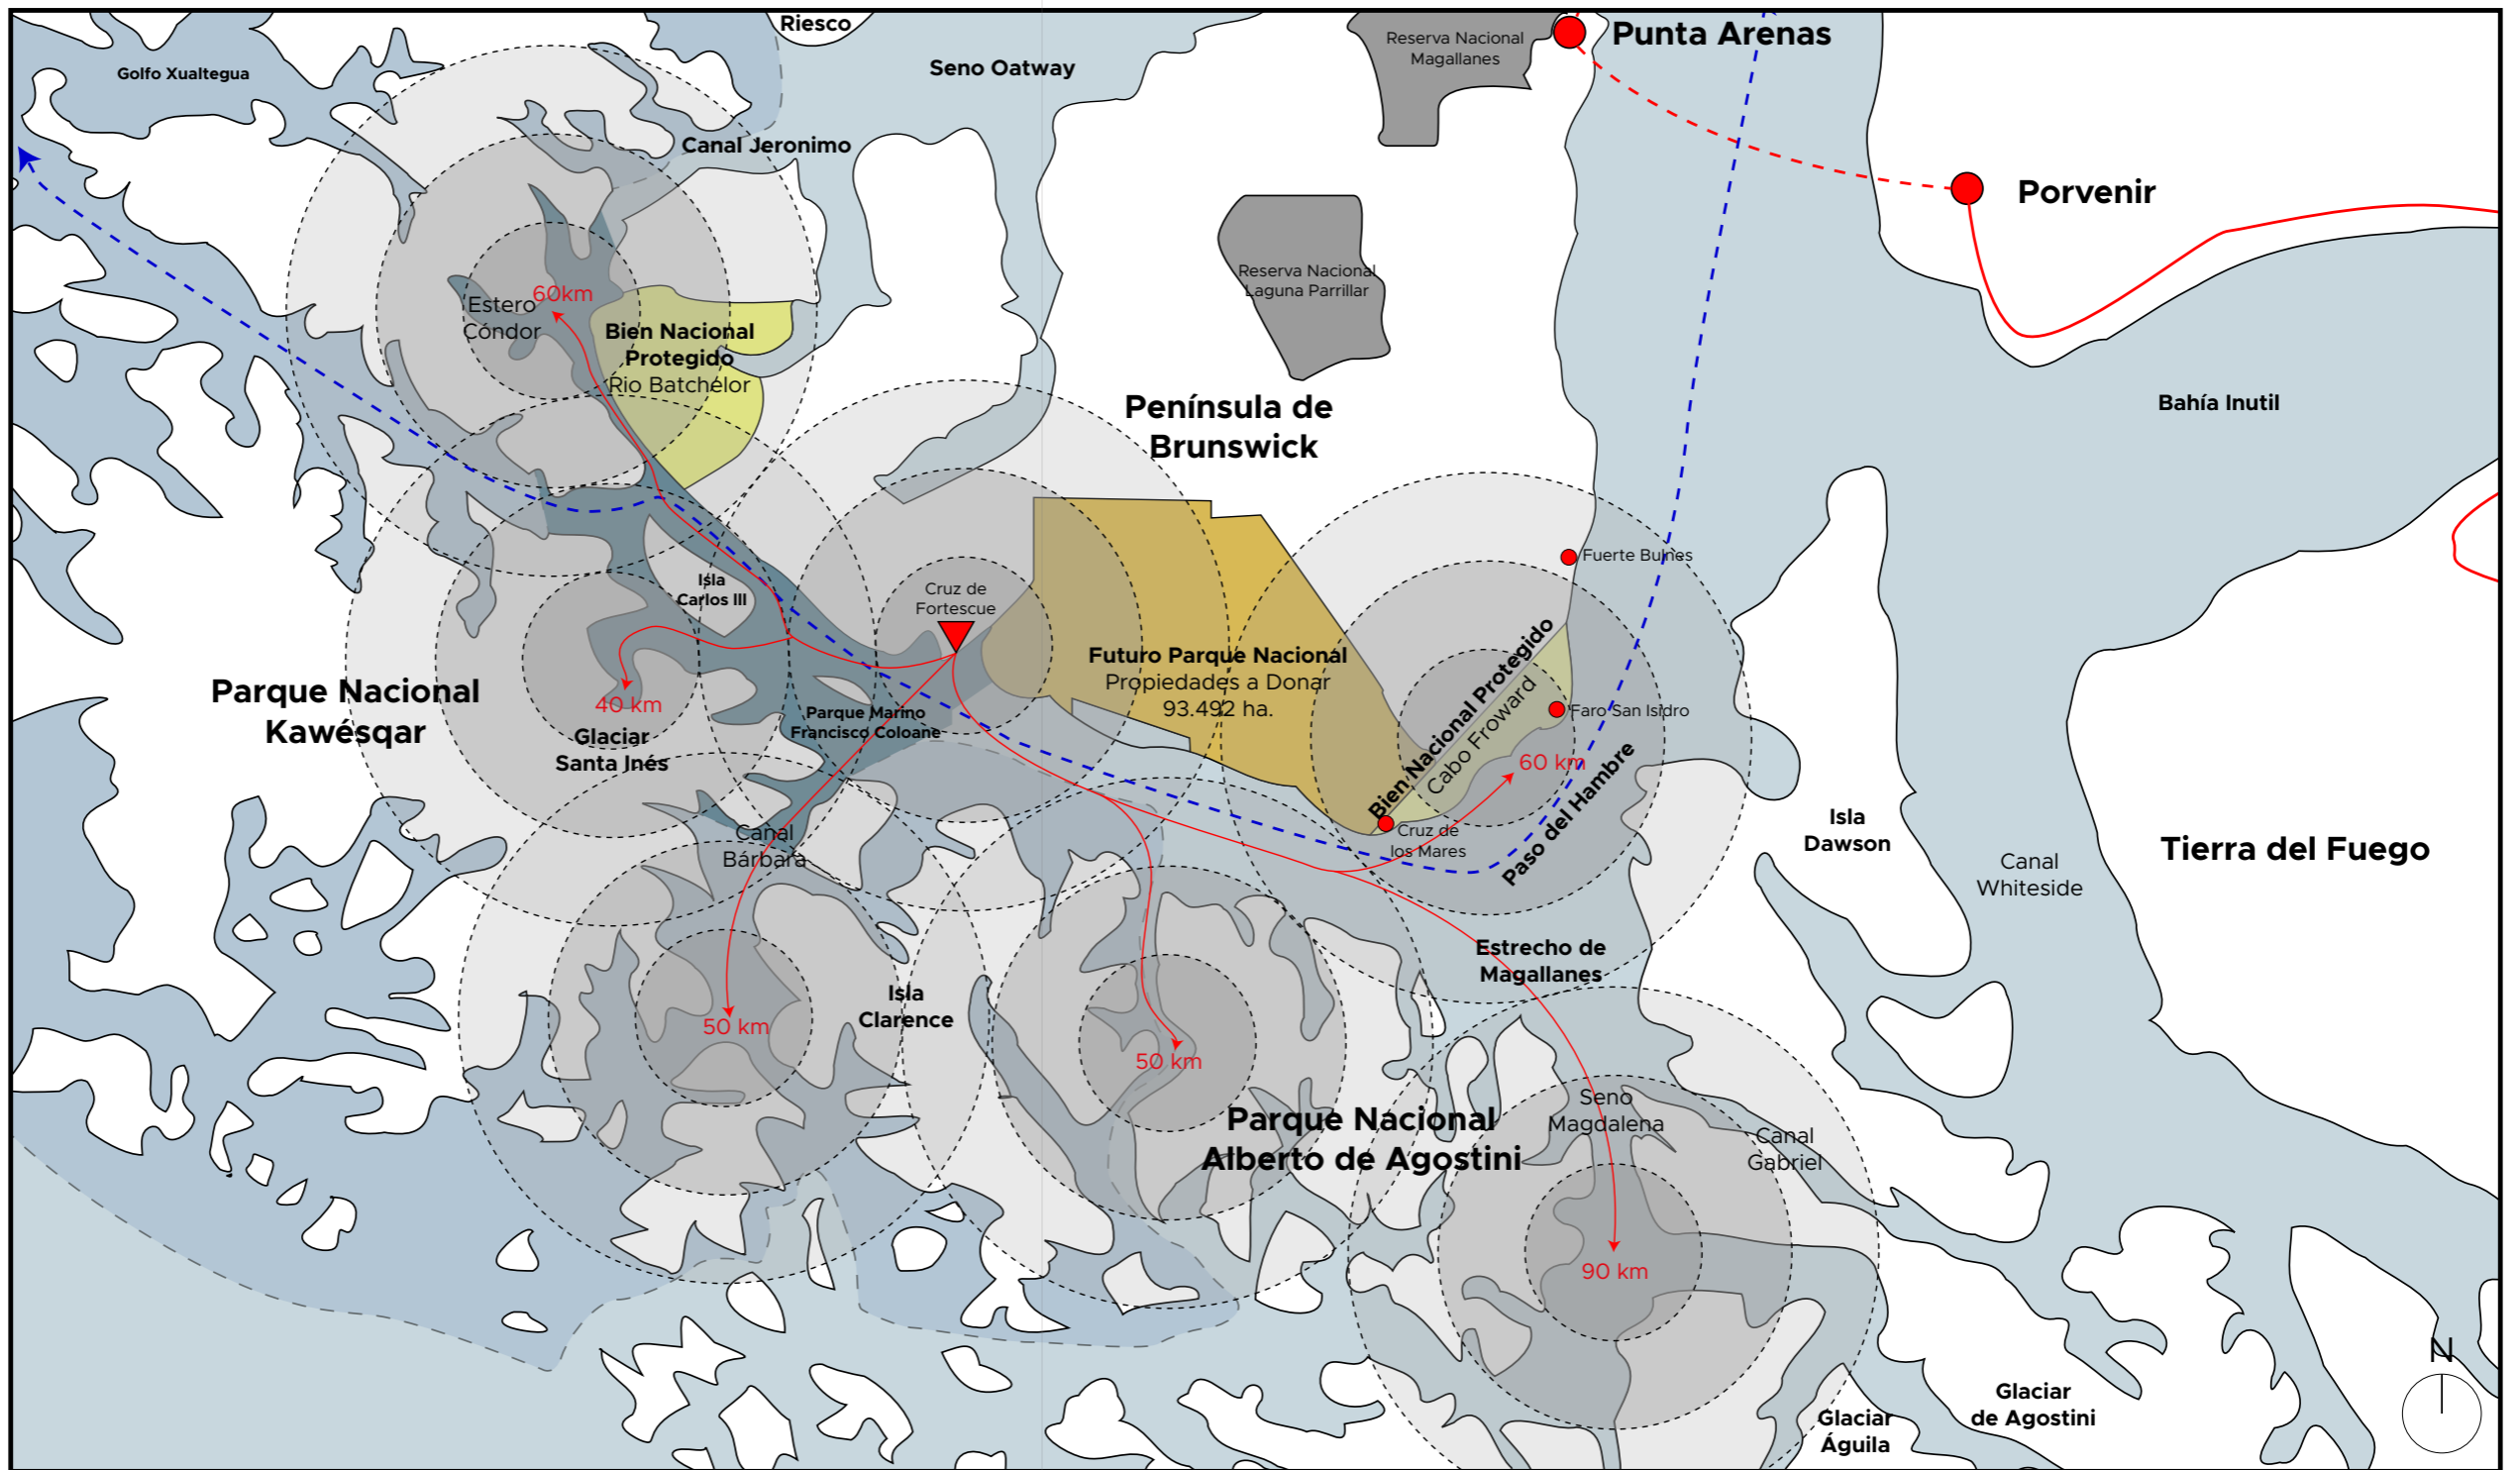 Riesco
Punta Arenas
Golfo Xualtegua
Seno Oatway
Reserva Nacional
Magallanes
Canal Jeronimo
Porvenir
Reserva Nacional
Laguna Parrillar
60km
Estero
Cóndor
Bien Nacional
Protegido
Rio Batchelor
Península de
Brunswick
Bahía Inutil
Fuerte Bulnes
Isla
Carlos III
Cruz de
Fortescue
Futuro Parque Nacional
Propiedades a Donar
93.492 ha.
Bien Nacional Protegido
Cabo Froward
Faro San Isidro
Parque Nacional
Kawésqar
40 km
Glaciar
Santa Inés
Parque Marino
Francisco Coloane
60 km
Paso del Hambre
Cruz de
los Mares
Canal
Bárbara
Isla
Dawson
Canal
Whiteside
Tierra del Fuego
Estrecho de
Magallanes
Isla
Clarence
50 km
50 km
Parque Nacional
Alberto de Agostini
Seno
Magdalena
Canal
Gabriel
90 km
N
Glaciar
de Agostini
Glaciar
Águila